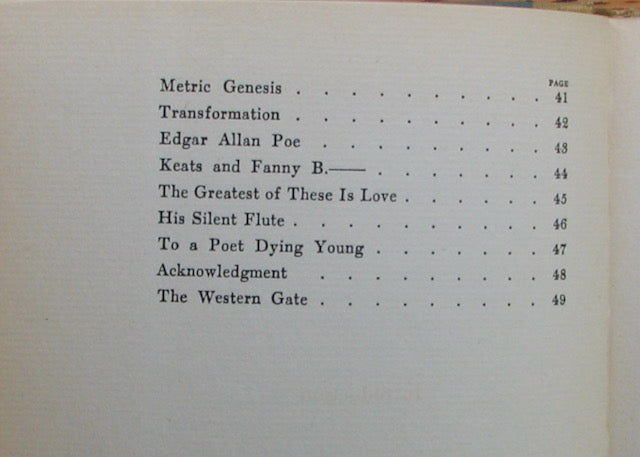 PAGE
Metric Genesis . . . . . . . . . . 41
Transformation . . . . . . . . . . 42
Edgar Allan Poe . . . . . . . . . 43
Keats and Fanny B.—— . . . . . . . 44
The Greatest of These Is Love . . . . . . 45
His Silent Flute . . . . . . . . . . 46
To a Poet Dying Young . . . . . . . 47
Acknowledgment . . . . . . . . . 48
The Western Gate . . . . . . . . . 49